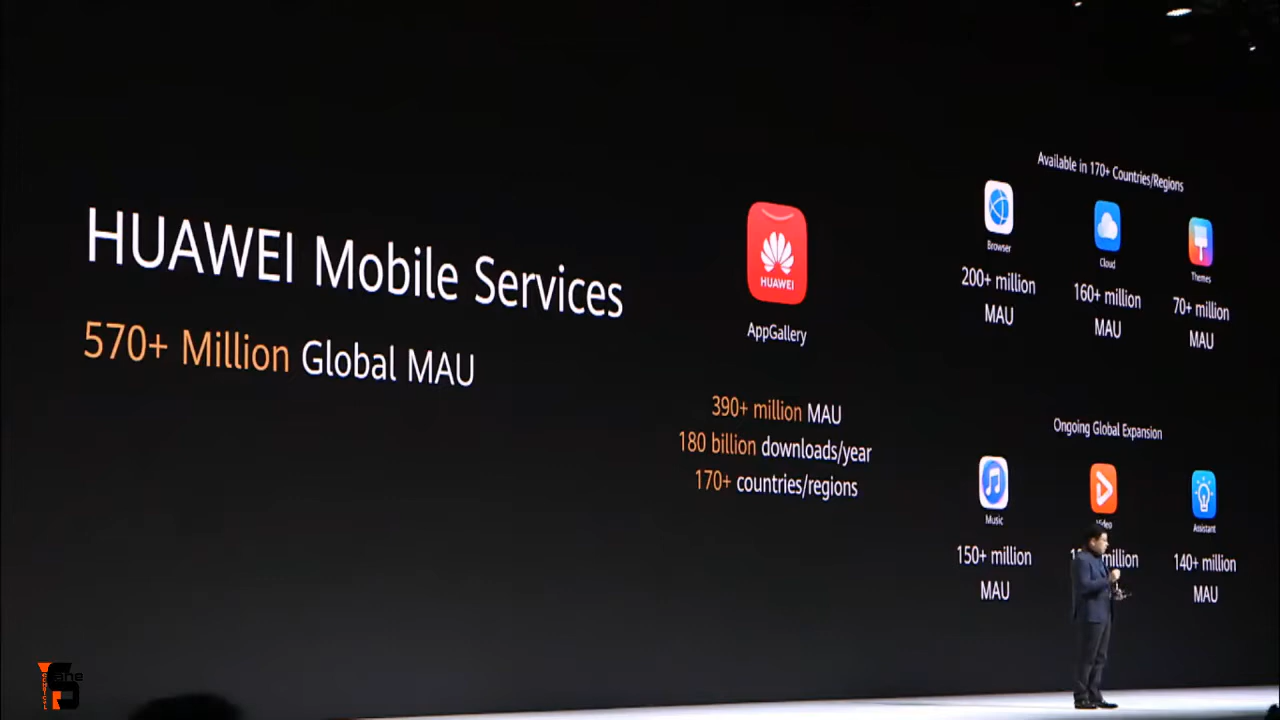 HUAWEI Mobile Services
570+ Million Global MAU
HUAWEI
AppGallery
390+ million MAU
180 billion downloads/year
170+ countries/regions
Available in 170+ Countries/Regions
Browser
200+ million
MAU
Cloud
160+ million
MAU
Themes
70+ million
MAU
Ongoing Global Expansion
Music
150+ million
MAU
Video
million
Assistant
140+ million
MAU